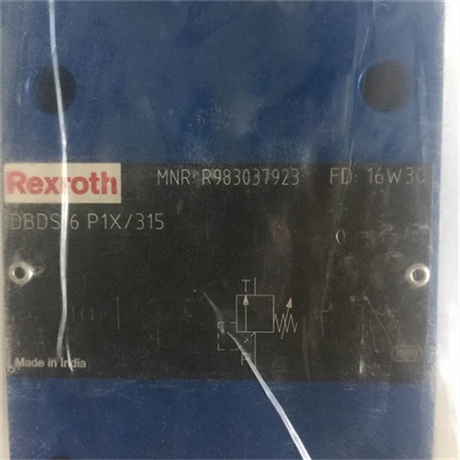 Rexroth
MNR: R983037923 FD: 16W30
DBDS 6 P1X/315
T
P
Made in India